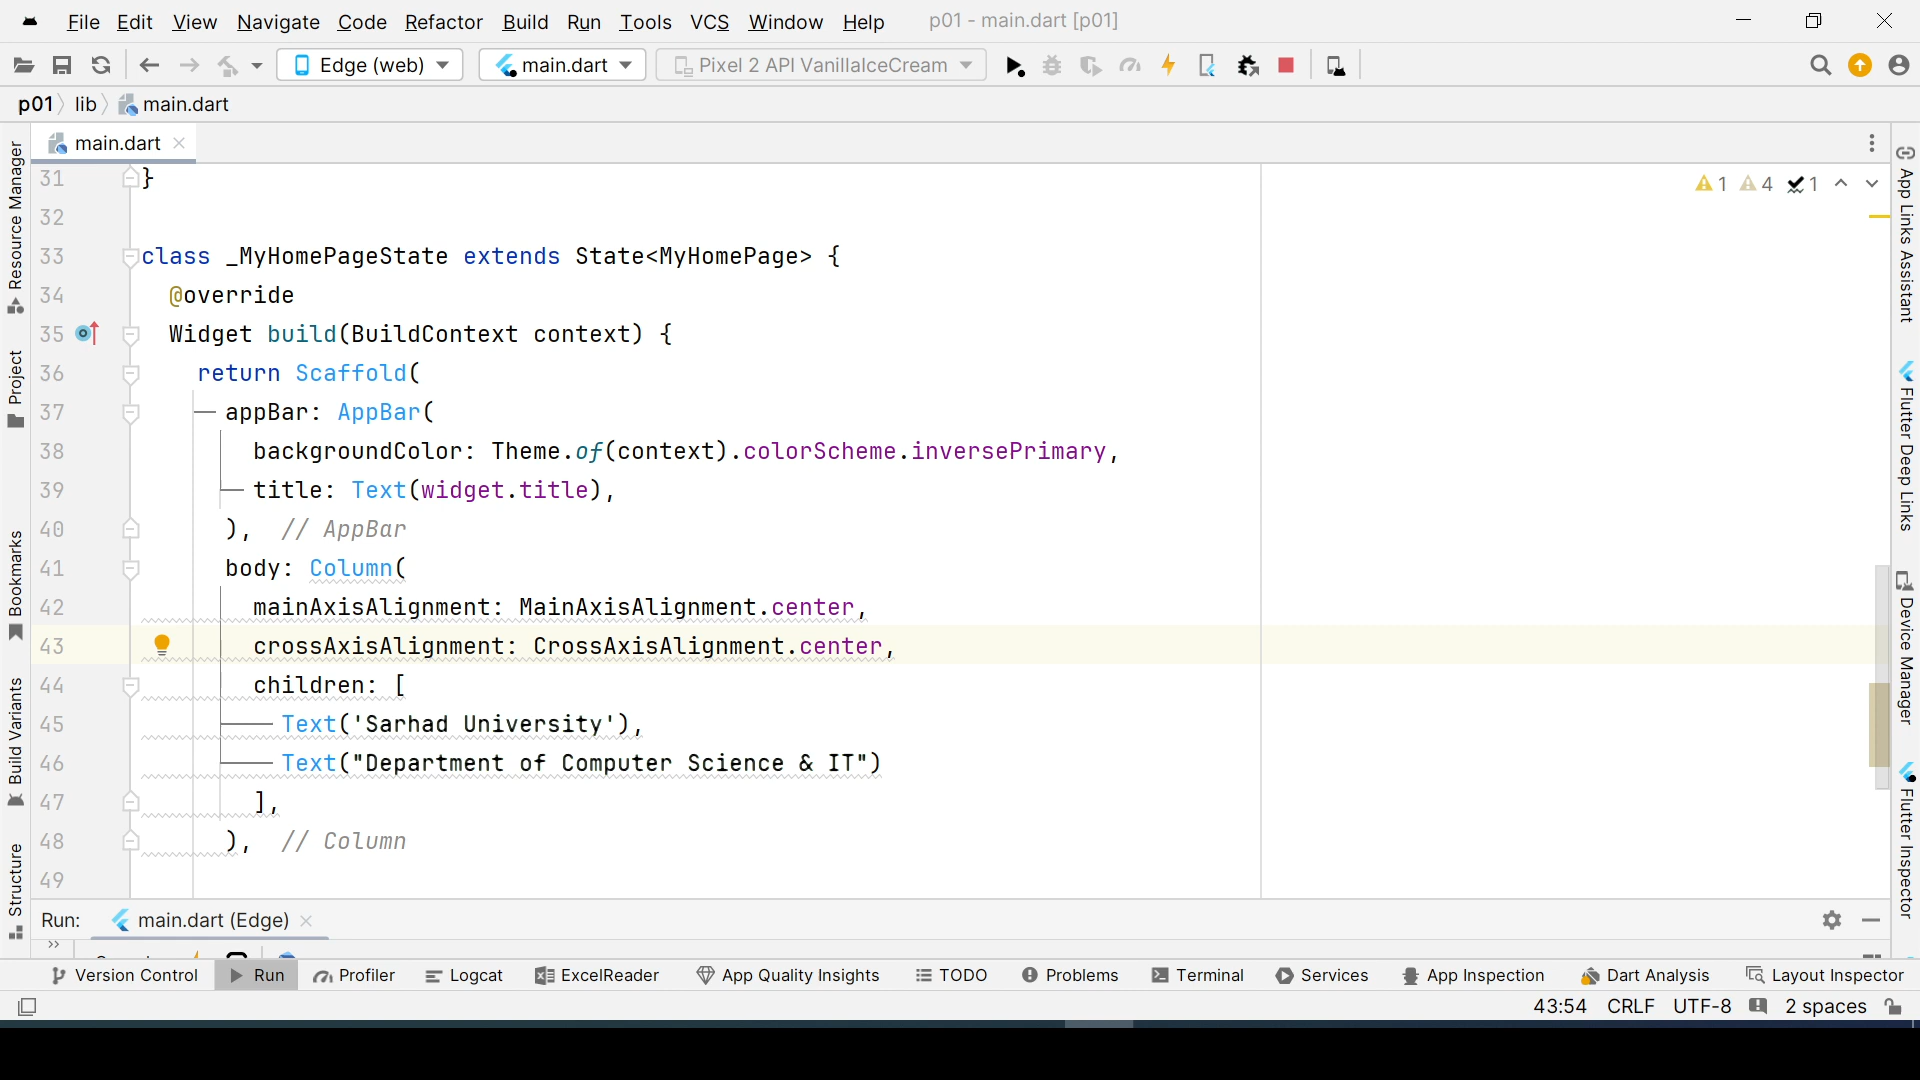 File Edit View Navigate Code Refactor Build Run Tools VCS Window Help p01 - main.dart [p01]
Edge (web) main.dart Pixel 2 API VanillaIceCream
p01 lib main.dart
main.dart
31 }
1 4 1
32
33 class _MyHomePageState extends State<MyHomePage> {
34 @override
35 Widget build(BuildContext context) {
36 return Scaffold(
37 appBar: AppBar(
38 backgroundColor: Theme.of(context).colorScheme.inversePrimary,
39 title: Text(widget.title),
40 ), // AppBar
41 body: Column(
42 mainAxisAlignment: MainAxisAlignment.center,
43 crossAxisAlignment: CrossAxisAlignment.center,
44 children: [
45 Text('Sarhad University'),
46 Text("Department of Computer Science & IT")
47 ],
48 ), // Column
49
Resource Manager
Project
Bookmarks
Build Variants
Structure
App Links Assistant
Flutter Deep Links
Device Manager
Flutter Inspector
Run: main.dart (Edge)
Version Control Run Profiler Logcat ExcelReader App Quality Insights TODO Problems Terminal Services App Inspection Dart Analysis Layout Inspector
43:54 CRLF UTF-8 2 spaces